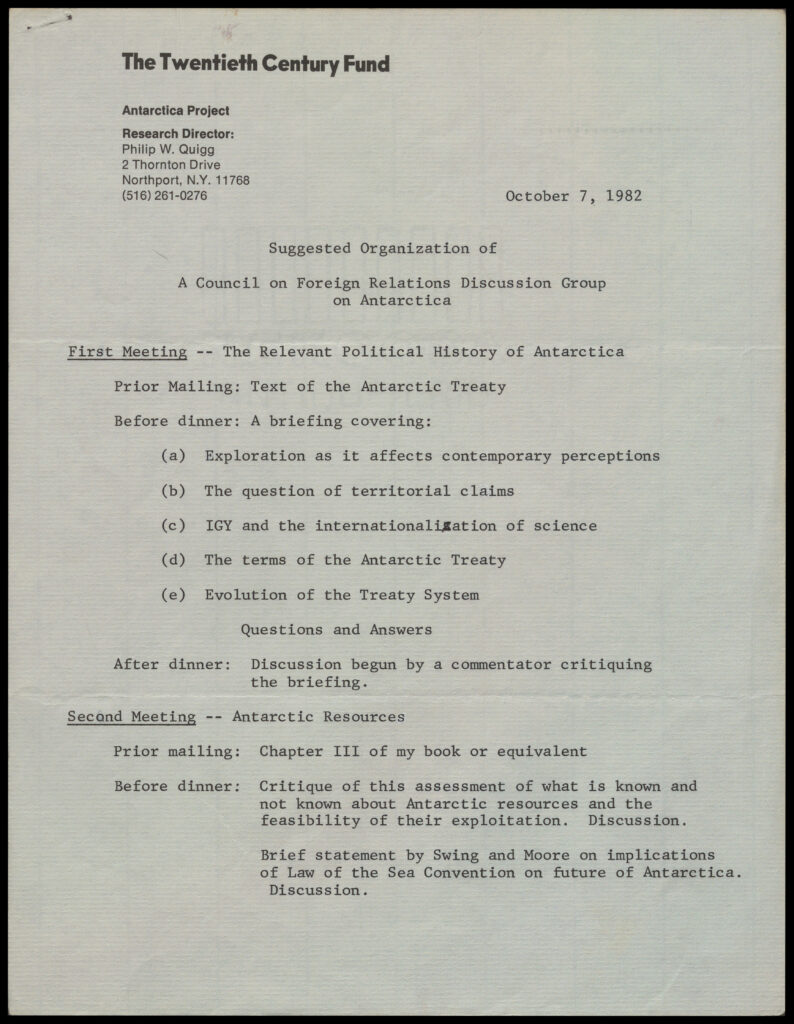 The Twentieth Century Fund
Antarctica Project
Research Director:
Philip W. Quigg
2 Thornton Drive
Northport, N.Y. 11768
(516) 261-0276
October 7, 1982
Suggested Organization of
A Council on Foreign Relations Discussion Group
on Antarctica
First Meeting -- The Relevant Political History of Antarctica
Prior Mailing: Text of the Antarctic Treaty
Before dinner: A briefing covering:
(a) Exploration as it affects contemporary perceptions
(b) The question of territorial claims
(c) IGY and the internationalization of science
(d) The terms of the Antarctic Treaty
(e) Evolution of the Treaty System
Questions and Answers
After dinner: Discussion begun by a commentator critiquing
the briefing.
Second Meeting -- Antarctic Resources
Prior mailing: Chapter III of my book or equivalent
Before dinner: Critique of this assessment of what is known and
not known about Antarctic resources and the
feasibility of their exploitation. Discussion.
Brief statement by Swing and Moore on implications
of Law of the Sea Convention on future of Antarctica.
Discussion.